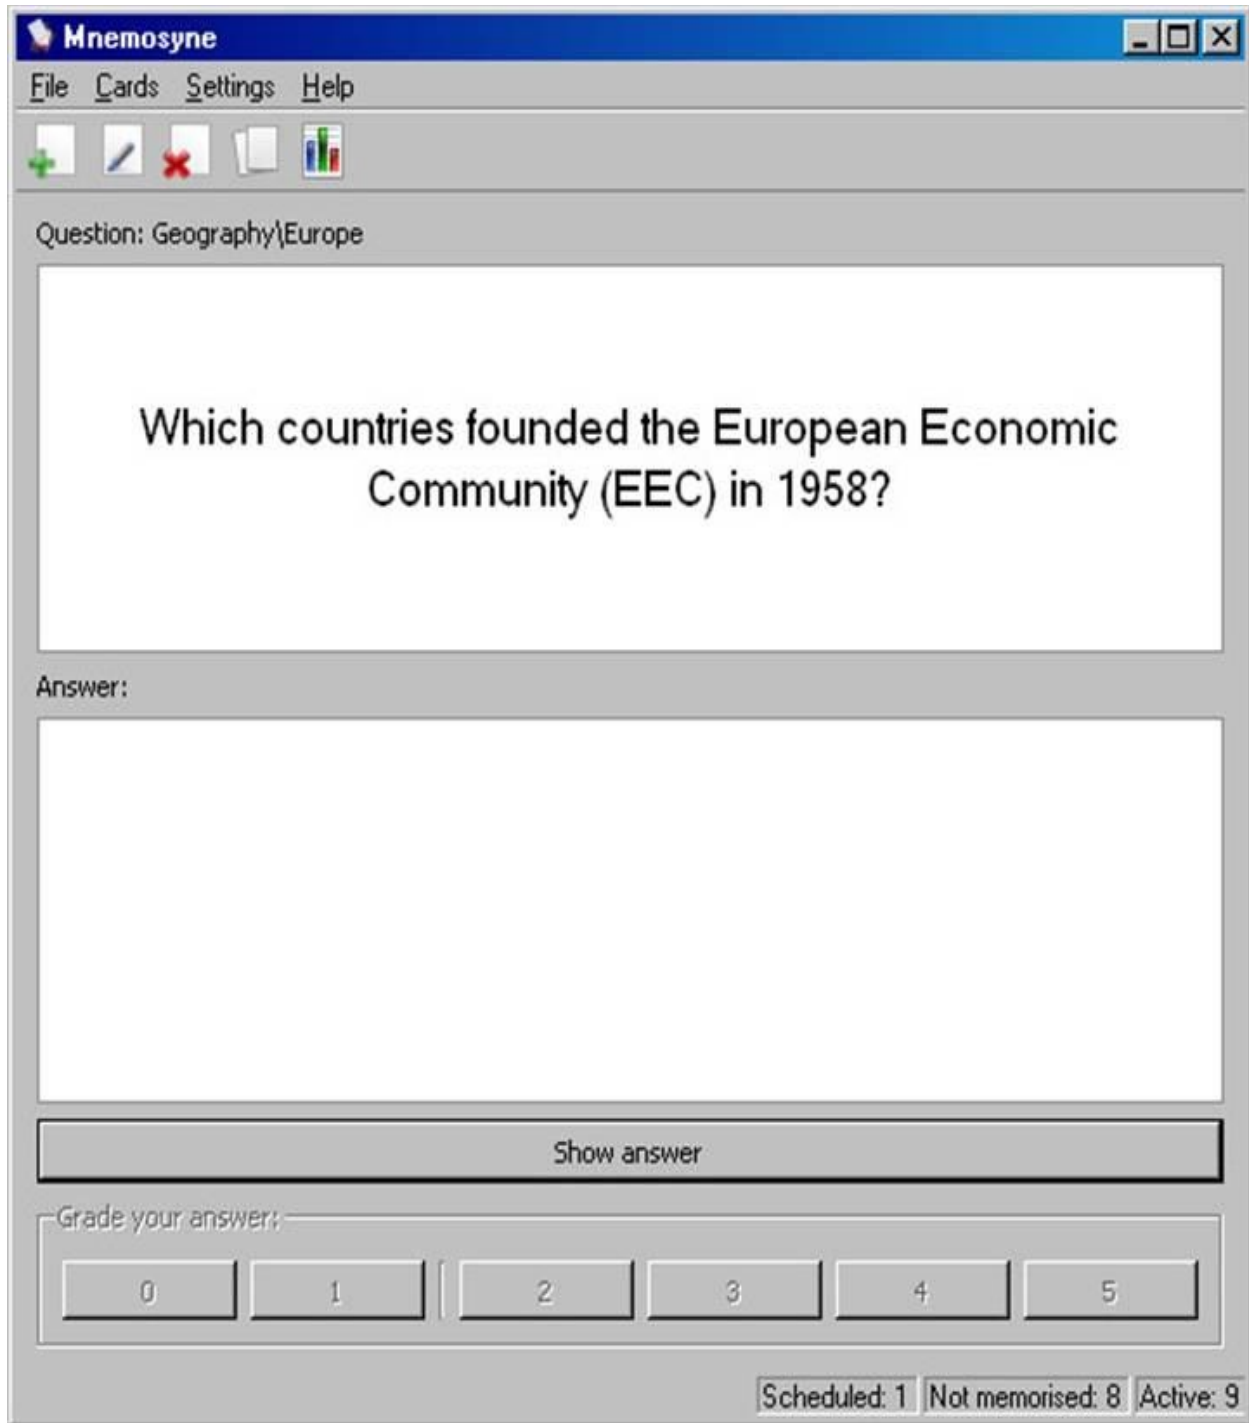 Mnemosyne
File Cards Settings Help
Question: Geography\Europe
Which countries founded the European Economic
Community (EEC) in 1958?
Answer:
Show answer
Grade your answer:
0 1 2 3 4 5
Scheduled: 1 Not memorised: 8 Active: 9